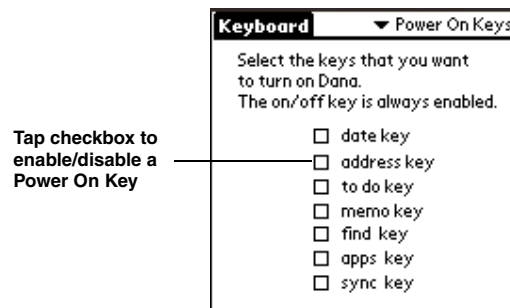 Keyboard
Power On Keys
Select the keys that you want
to turn on Dana.
The on/off key is always enabled.
Tap checkbox to
enable/disable a
Power On Key
date key
address key
to do key
memo key
find key
apps key
sync key